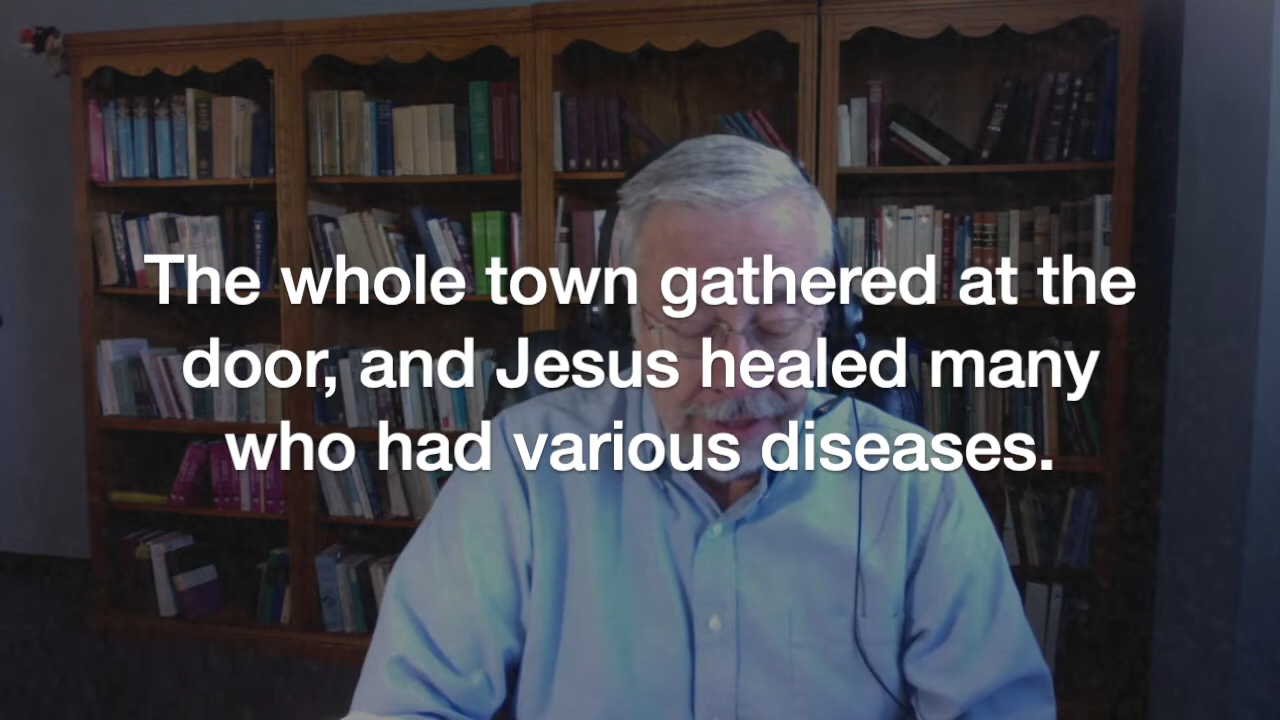 The whole town gathered at the
door, and Jesus healed many
who had various diseases.